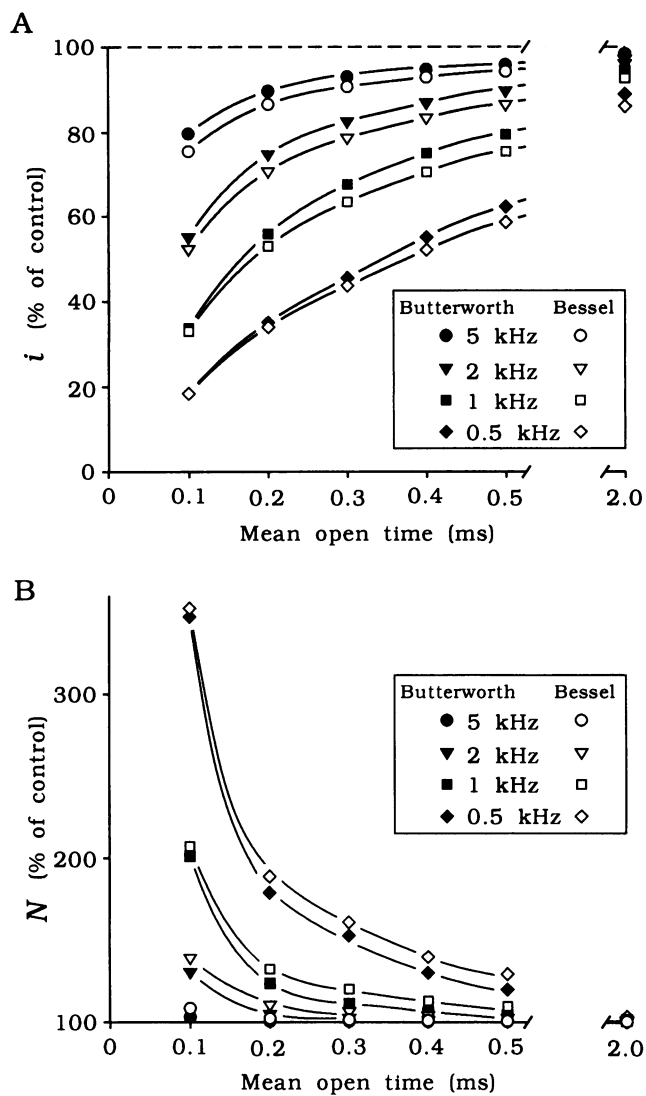 A
100
80
60
40
20
0
i (% of control)
Butterworth Bessel
5 kHz
2 kHz
1 kHz
0.5 kHz
0 0.1 0.2 0.3 0.4 0.5 2.0
Mean open time (ms)
B
300
200
100
N (% of control)
Butterworth Bessel
5 kHz
2 kHz
1 kHz
0.5 kHz
0 0.1 0.2 0.3 0.4 0.5 2.0
Mean open time (ms)